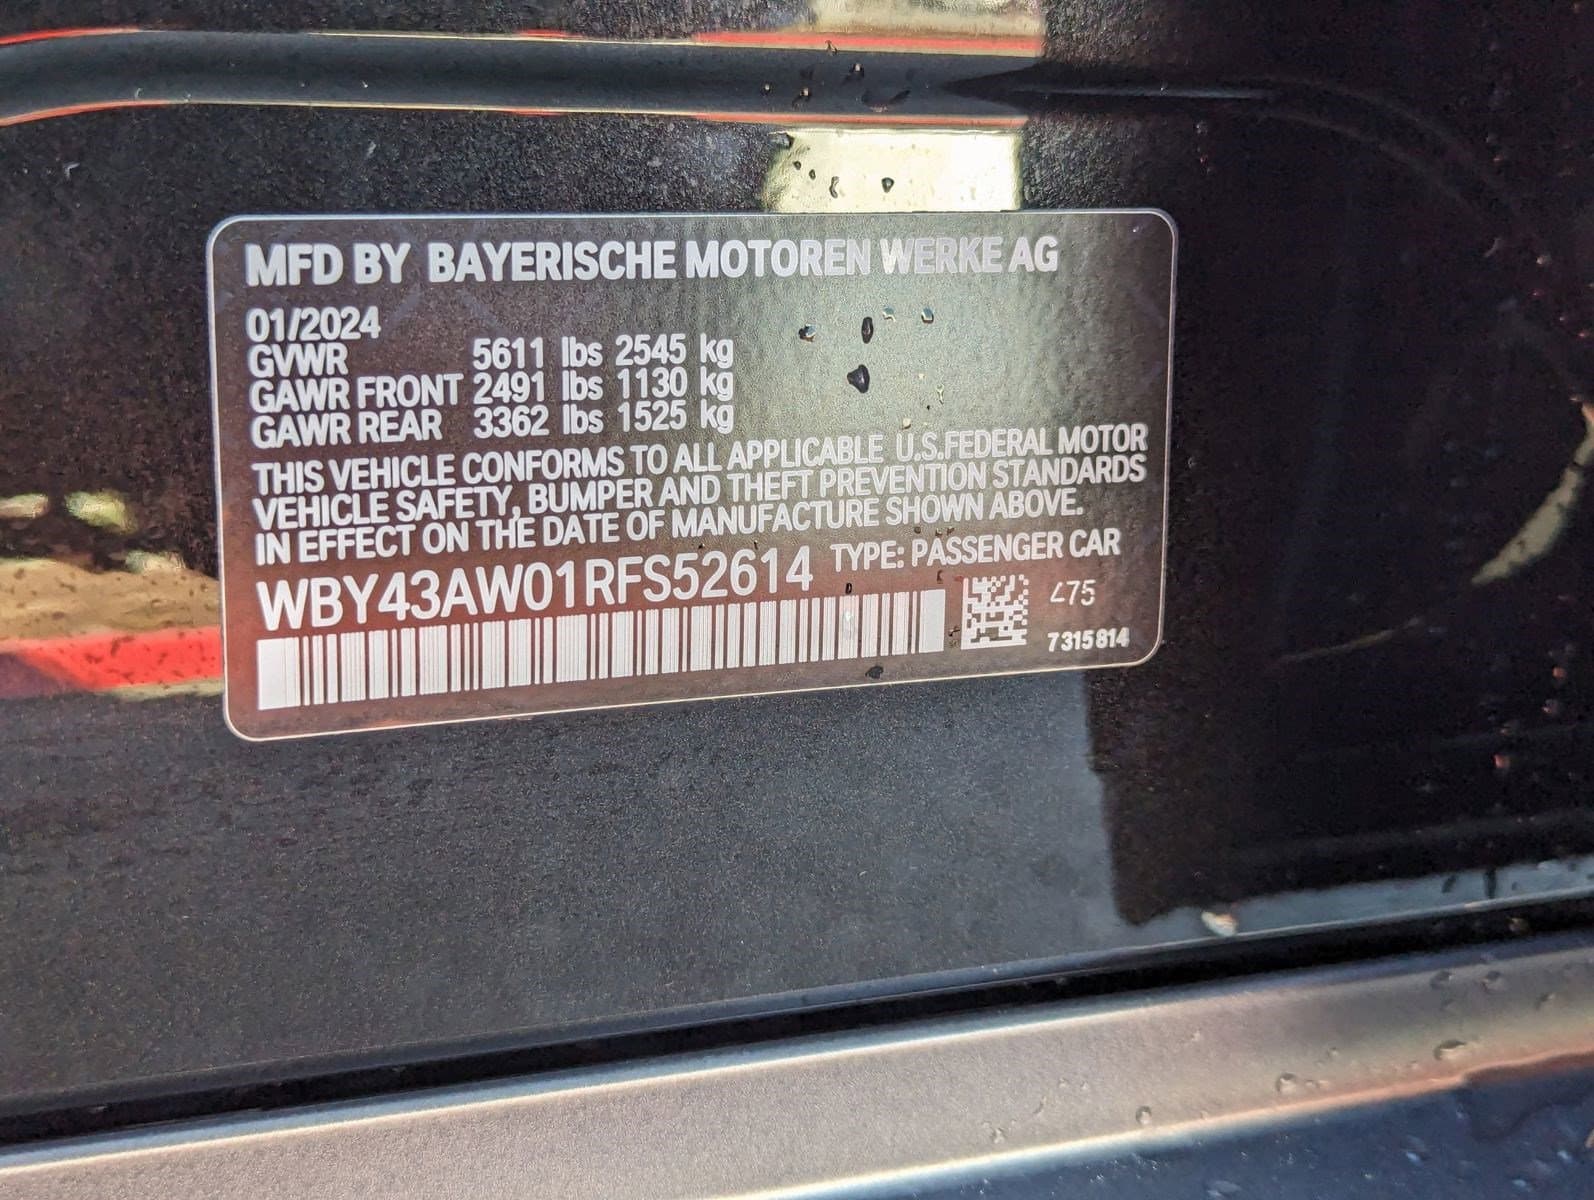 MFD BY BAYERISCHE MOTOREN WERKE AG
01/2024
GVWR 5611 lbs 2545 kg
GAWR FRONT 2491 lbs 1130 kg
GAWR REAR 3362 lbs 1525 kg
THIS VEHICLE CONFORMS TO ALL APPLICABLE U.S.FEDERAL MOTOR
VEHICLE SAFETY, BUMPER AND THEFT PREVENTION STANDARDS
IN EFFECT ON THE DATE OF MANUFACTURE SHOWN ABOVE.
WBY43AW01RFS52614 TYPE: PASSENGER CAR
475
7315814